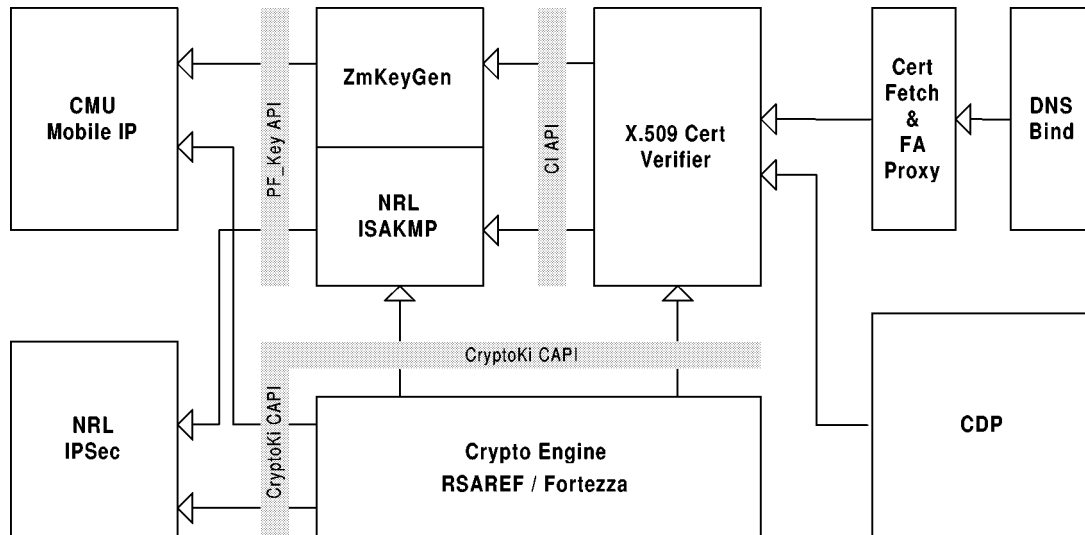 CMU
Mobile IP
PF_Key API
ZmKeyGen
NRL
ISAKMP
CI API
X.509 Cert
Verifier
Cert
Fetch
&
FA
Proxy
DNS
Bind
CryptoKi CAPI
NRL
IPSec
CryptoKi CAPI
Crypto Engine
RSAREF / Fortezza
CDP